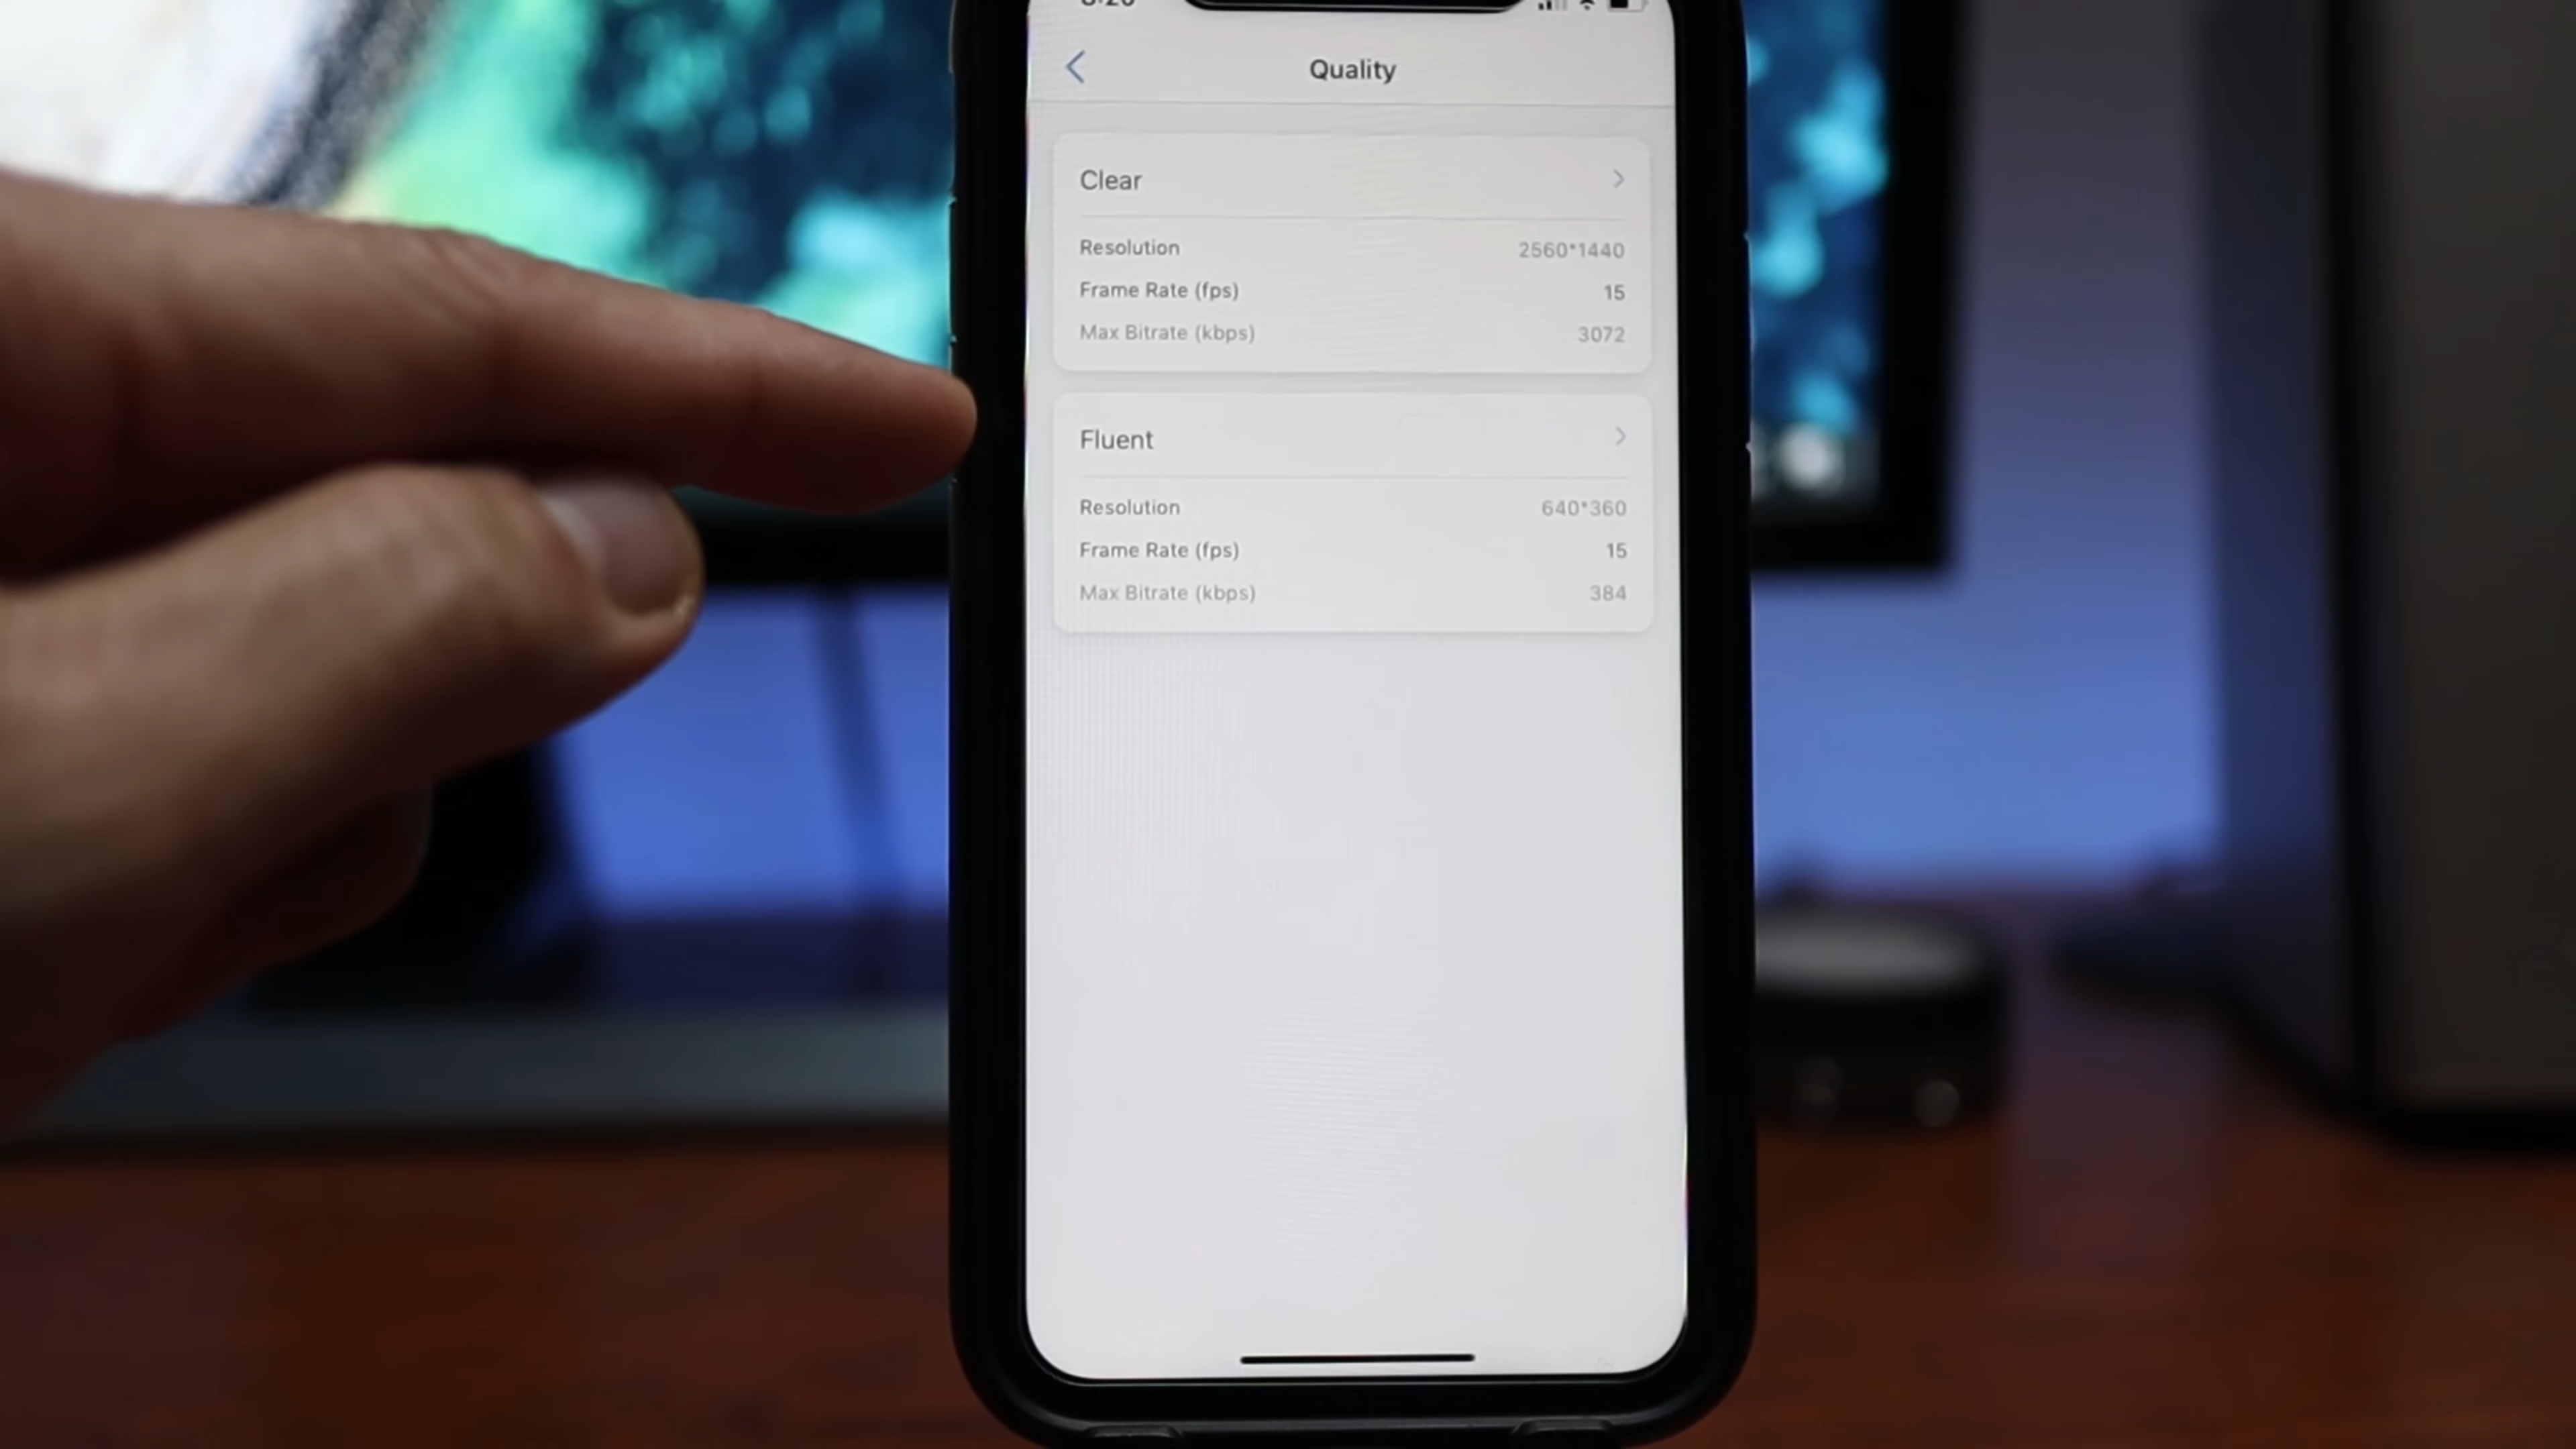 Quality
Clear
Resolution 2560*1440
Frame Rate (fps) 15
Max Bitrate (kbps) 3072
Fluent
Resolution 640*360
Frame Rate (fps) 15
Max Bitrate (kbps) 384